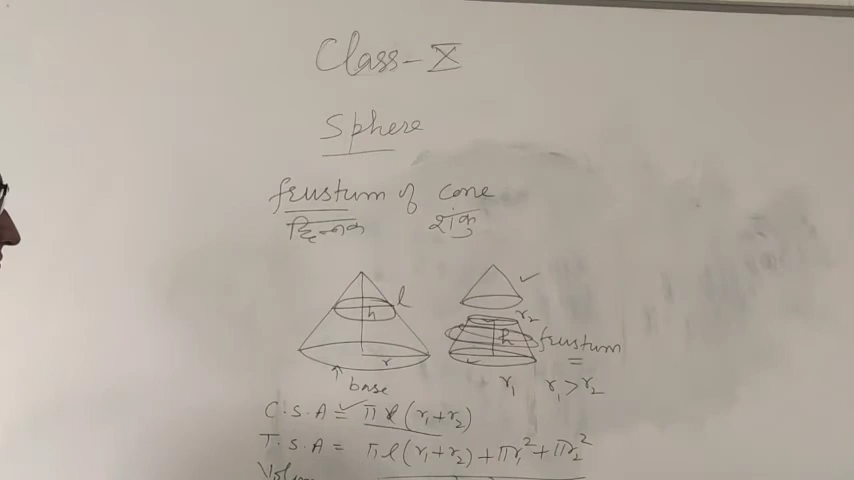 Class - X
Sphere
frustum of cone
छिन्नक शंकु
l
h
r
base
r₂
h
frustum
=
r₁ r₁ > r₂
C.S.A = πl(r₁+r₂)
T.S.A = πl(r₁+r₂) + πr₁² + πr₂²